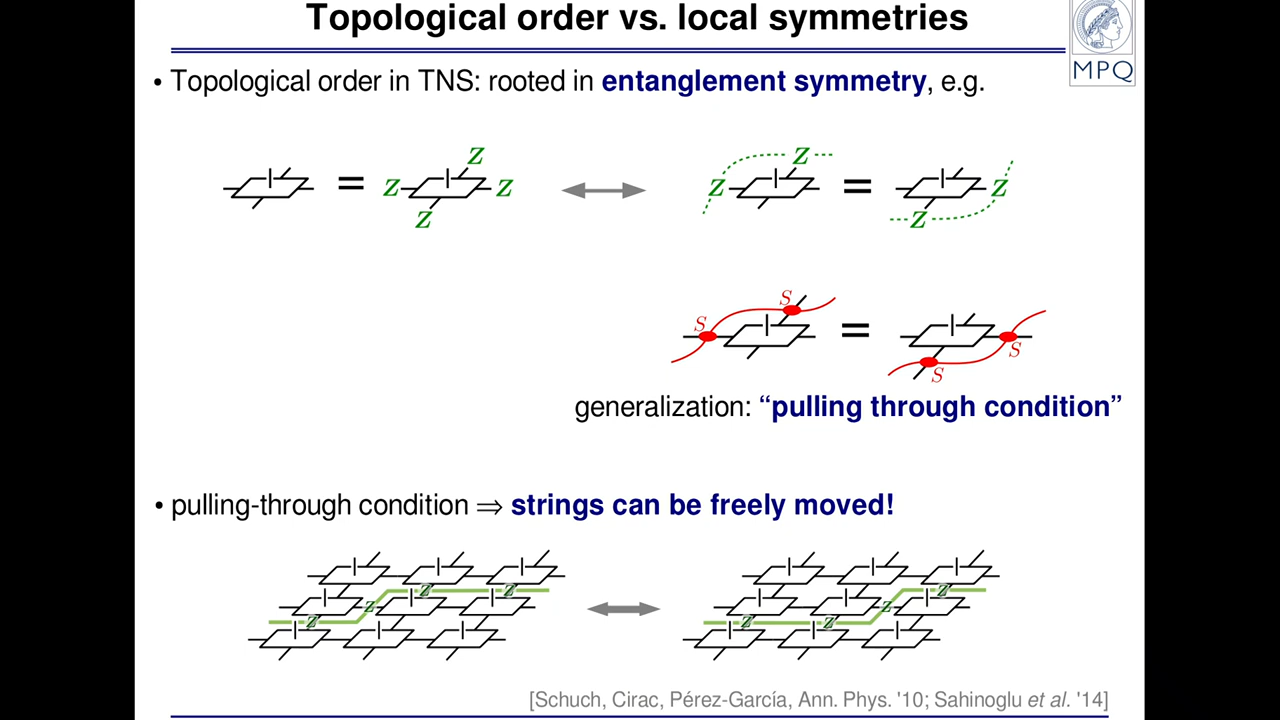 Topological order vs. local symmetries
MPQ
• Topological order in TNS: rooted in entanglement symmetry, e.g.
= Z Z Z Z Z Z = Z Z
S S = S S
generalization: “pulling through condition”
• pulling-through condition ⇒ strings can be freely moved!
Z Z Z Z Z Z Z Z
[Schuch, Cirac, Pérez-García, Ann. Phys. '10; Sahinoglu et al. '14]